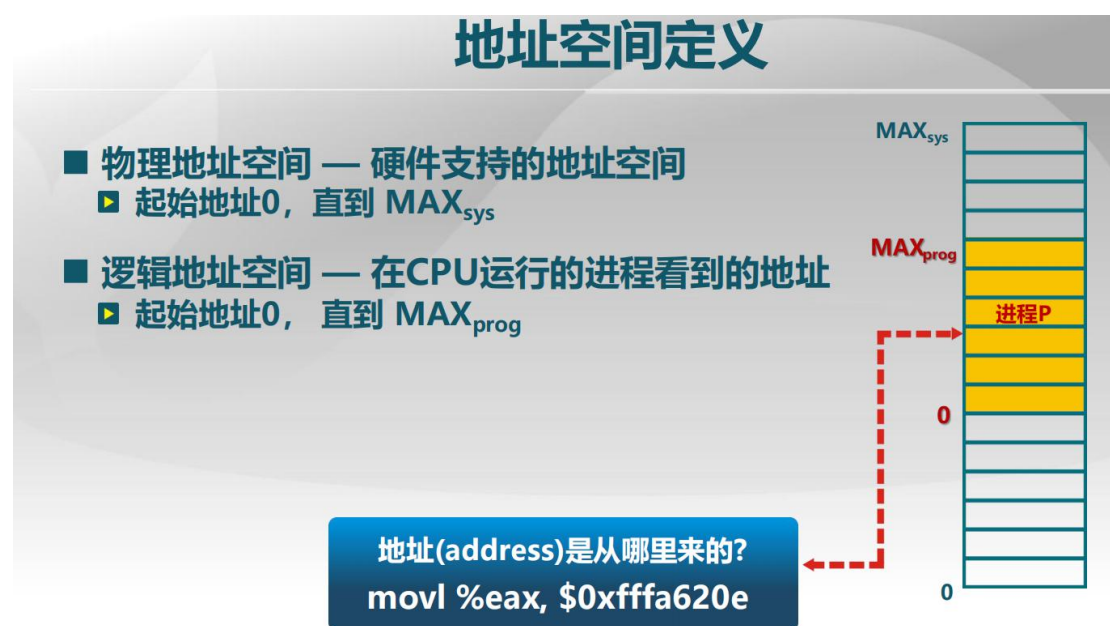 地址空间定义
■ 物理地址空间 — 硬件支持的地址空间
起始地址0，直到 MAXsys
■ 逻辑地址空间 — 在CPU运行的进程看到的地址
起始地址0， 直到 MAXprog
MAXsys
MAXprog
进程P
0
0
地址(address)是从哪里来的?
movl %eax, $0xfffa620e